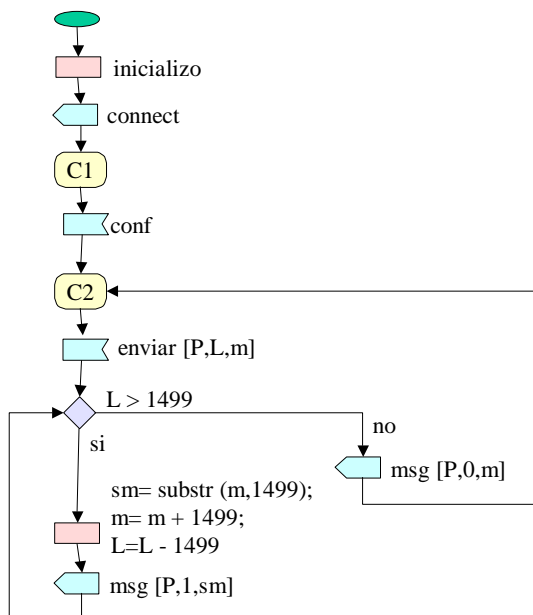 inicializo
connect
C1
conf
C2
enviar [P,L,m]
L > 1499
no
si
msg [P,0,m]
sm= substr (m,1499);
m= m + 1499;
L=L - 1499
msg [P,1,sm]